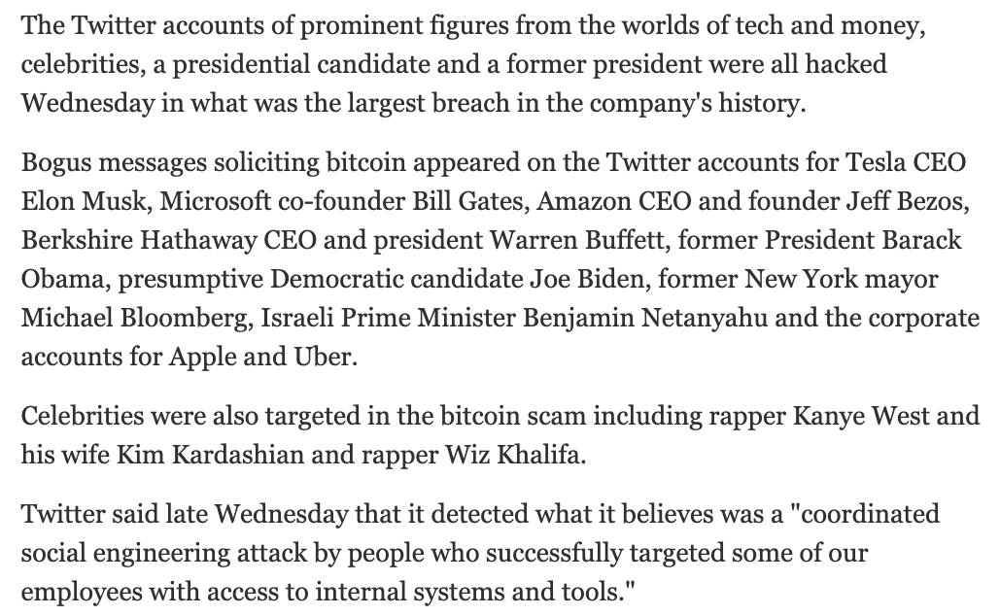 The Twitter accounts of prominent figures from the worlds of tech and money,
celebrities, a presidential candidate and a former president were all hacked
Wednesday in what was the largest breach in the company's history.
Bogus messages soliciting bitcoin appeared on the Twitter accounts for Tesla CEO
Elon Musk, Microsoft co-founder Bill Gates, Amazon CEO and founder Jeff Bezos,
Berkshire Hathaway CEO and president Warren Buffett, former President Barack
Obama, presumptive Democratic candidate Joe Biden, former New York mayor
Michael Bloomberg, Israeli Prime Minister Benjamin Netanyahu and the corporate
accounts for Apple and Uber.
Celebrities were also targeted in the bitcoin scam including rapper Kanye West and
his wife Kim Kardashian and rapper Wiz Khalifa.
Twitter said late Wednesday that it detected what it believes was a "coordinated
social engineering attack by people who successfully targeted some of our
employees with access to internal systems and tools."